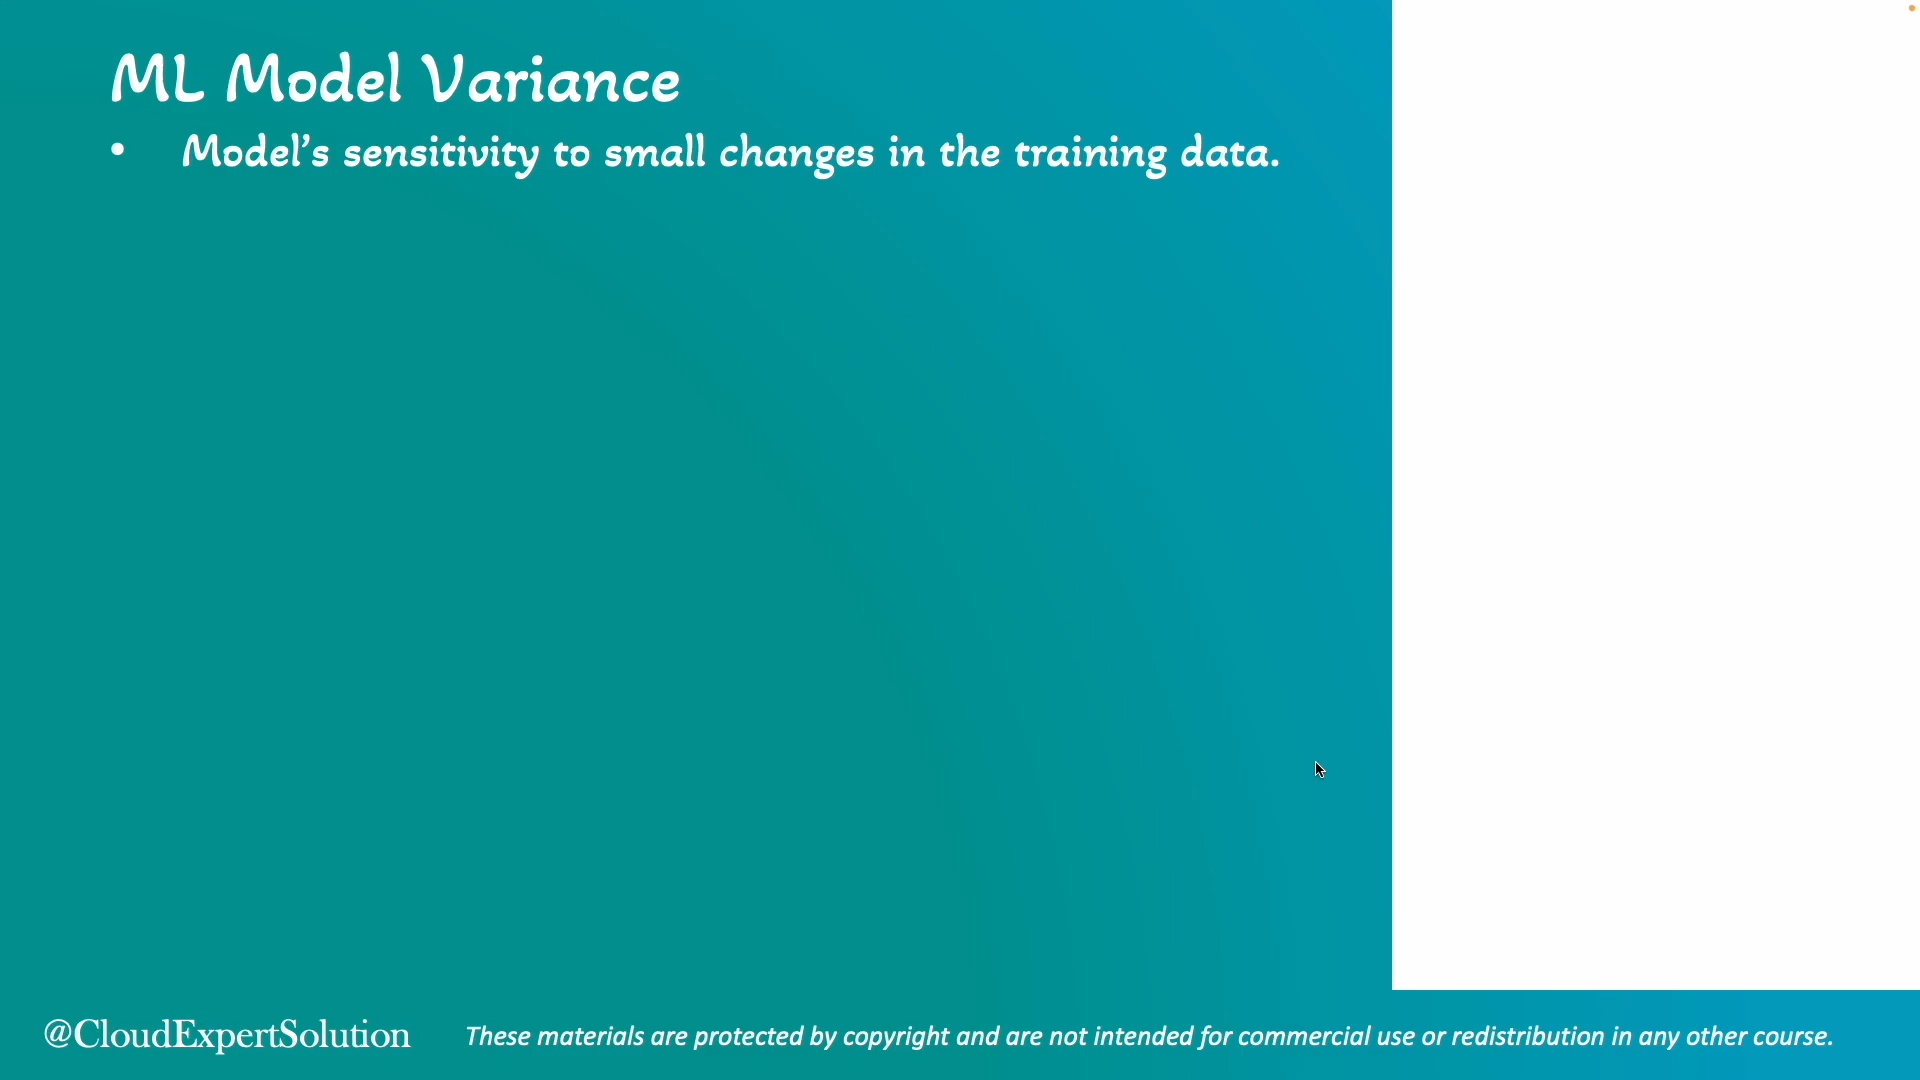 ML Model Variance
• Model’s sensitivity to small changes in the training data.
@CloudExpertSolution These materials are protected by copyright and are not intended for commercial use or redistribution in any other course.